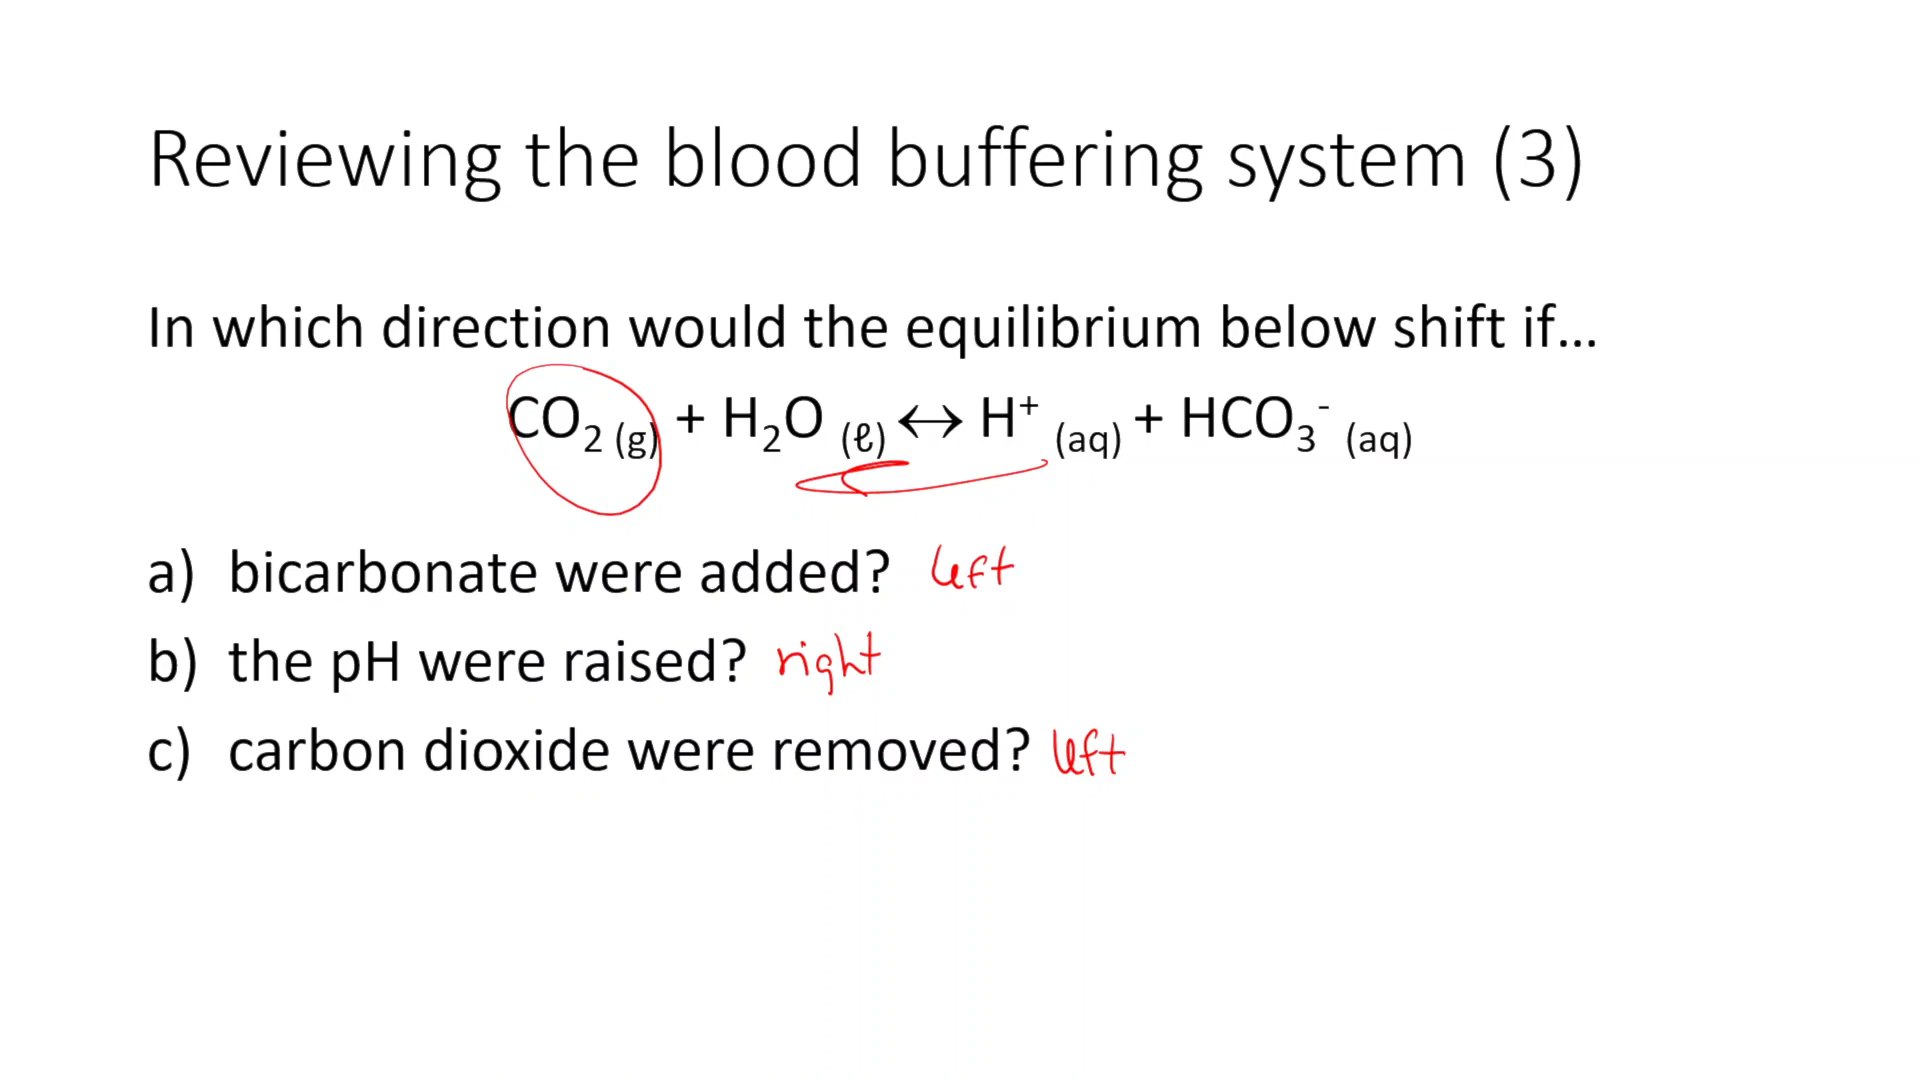 Reviewing the blood buffering system (3)
In which direction would the equilibrium below shift if...
CO₂ (g) + H₂O (ℓ) ↔ H⁺ (aq) + HCO₃⁻ (aq)
a) bicarbonate were added? left
b) the pH were raised? right
c) carbon dioxide were removed? left